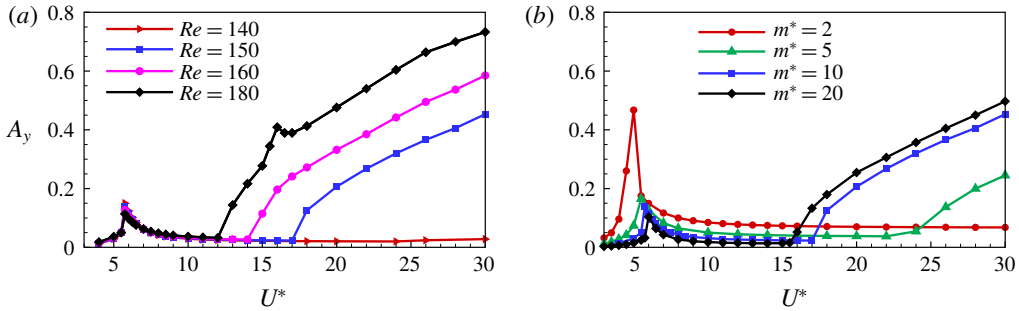 (a)
0.8
0.6
0.4
0.2
0
A_y
Re = 140
Re = 150
Re = 160
Re = 180
5 10 15 20 25 30
U*
(b)
0.8
0.6
0.4
0.2
0
m* = 2
m* = 5
m* = 10
m* = 20
5 10 15 20 25 30
U*